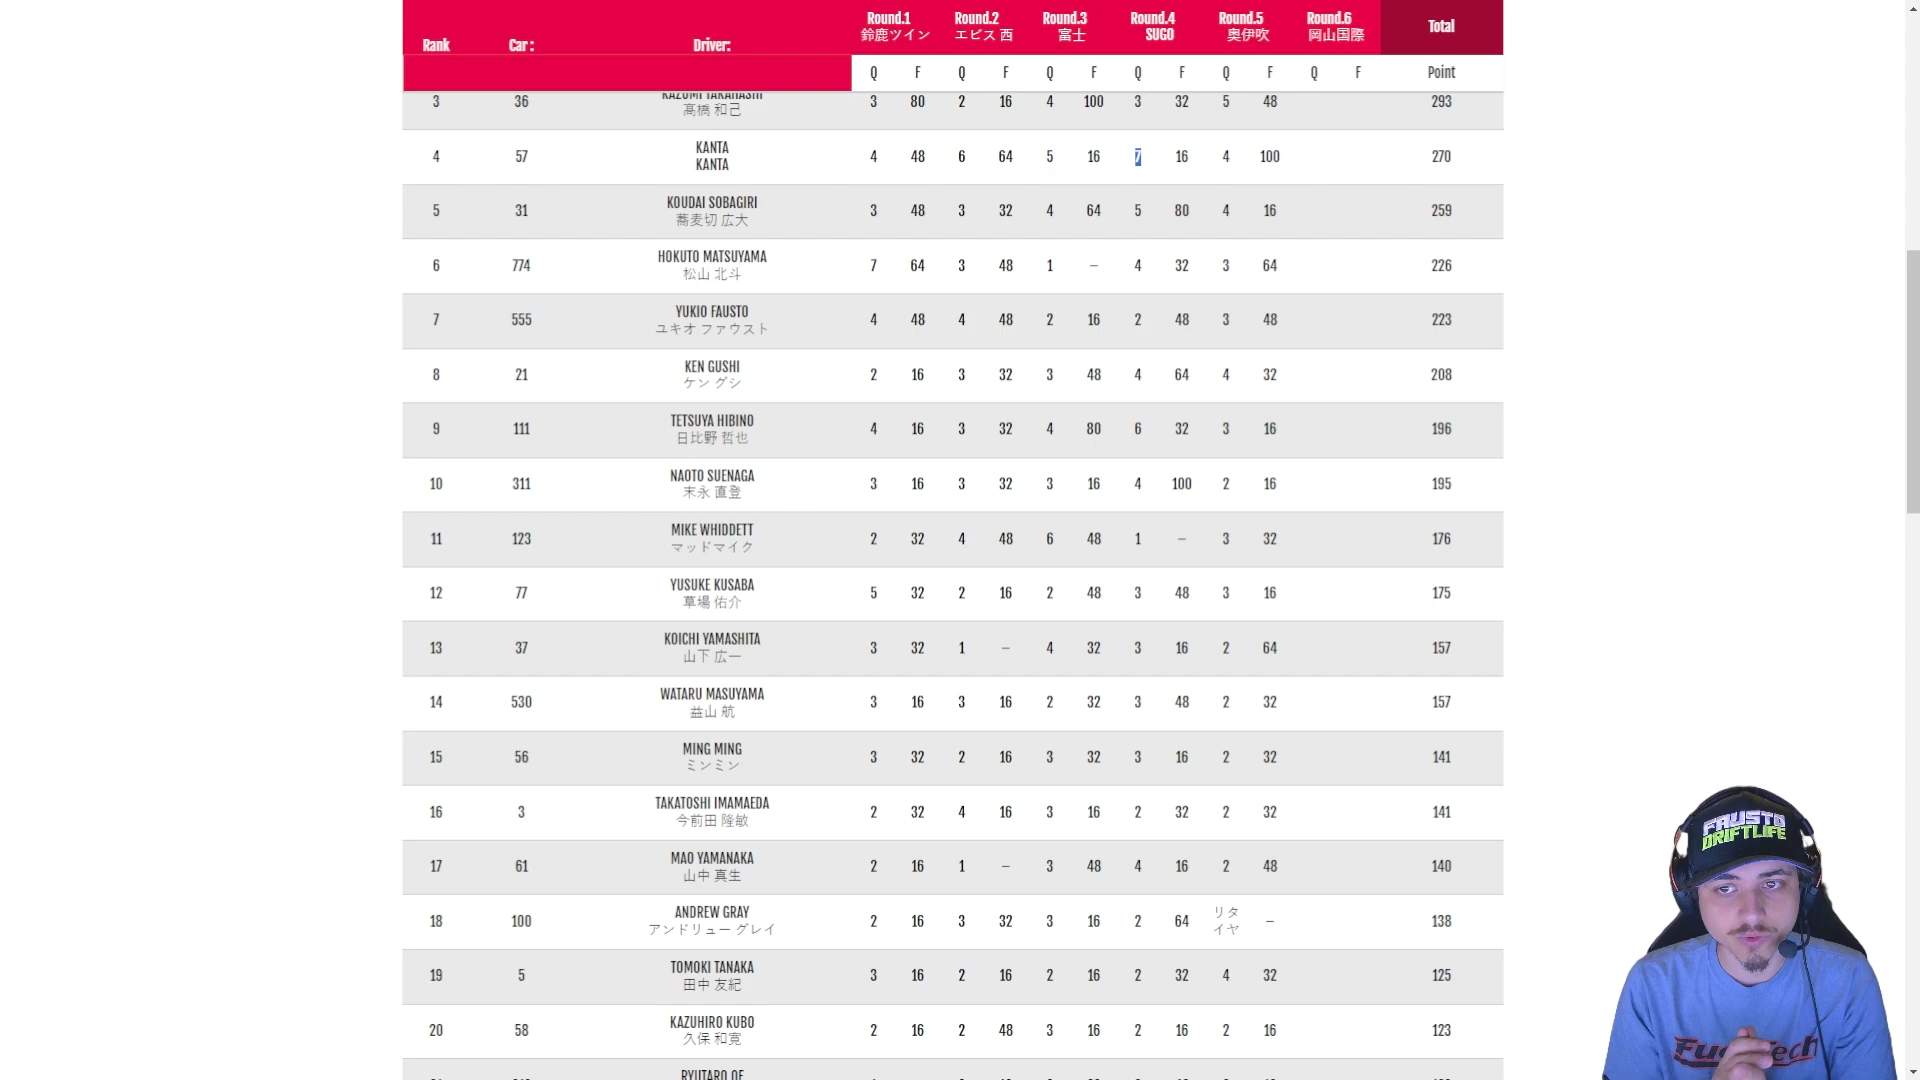 Rank Car : Driver: Round.1 Round.2 Round.3 Round.4 Round.5 Round.6 Total
鈴鹿ツイン エビス 西 富士 SUGO 奥伊吹 岡山国際
Q F Q F Q F Q F Q F Q F Point
3 36 KAZUMI TAKAHASHI 3 80 2 16 4 100 3 32 5 48 293
髙橋 和己
4 57 KANTA 4 48 6 64 5 16 7 16 4 100 270
KANTA
5 31 KOUDAI SOBAGIRI 3 48 3 32 4 64 5 80 4 16 259
蕎麦切 広大
6 774 HOKUTO MATSUYAMA 7 64 3 48 1 – 4 32 3 64 226
松山 北斗
7 555 YUKIO FAUSTO 4 48 4 48 2 16 2 48 3 48 223
ユキオ ファウスト
8 21 KEN GUSHI 2 16 3 32 3 48 4 64 4 32 208
ケン グシ
9 111 TETSUYA HIBINO 4 16 3 32 4 80 6 32 3 16 196
日比野 哲也
10 311 NAOTO SUENAGA 3 16 3 32 3 16 4 100 2 16 195
末永 直登
11 123 MIKE WHIDDETT 2 32 4 48 6 48 1 – 3 32 176
マッドマイク
12 77 YUSUKE KUSABA 5 32 2 16 2 48 3 48 3 16 175
草場 佑介
13 37 KOICHI YAMASHITA 3 32 1 – 4 32 3 16 2 64 157
山下 広一
14 530 WATARU MASUYAMA 3 16 3 16 2 32 3 48 2 32 157
益山 航
15 56 MING MING 3 32 2 16 3 32 3 16 2 32 141
ミンミン
16 3 TAKATOSHI IMAMAEDA 2 32 4 16 3 16 2 32 2 32 141
今前田 隆敏
17 61 MAO YAMANAKA 2 16 1 – 3 48 4 16 2 48 140
山中 真生
18 100 ANDREW GRAY 2 16 3 32 3 16 2 64 リタイヤ – 138
アンドリュー グレイ
19 5 TOMOKI TANAKA 3 16 2 16 2 16 2 32 4 32 125
田中 友紀
20 58 KAZUHIRO KUBO 2 16 2 48 3 16 2 16 2 16 123
久保 和寛
RYUTARO OE
FAUSTO
DRIFTLIFE